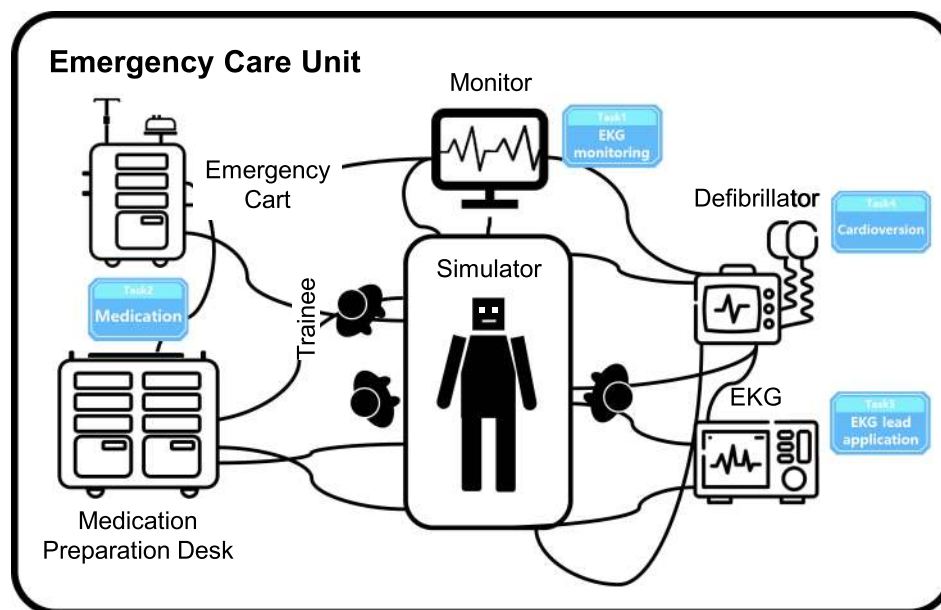 Emergency Care Unit
Monitor
Task1
EKG
monitoring
Emergency
Cart
Defibrillator
Task4
Cardioversion
Simulator
Task2
Medication
Trainee
EKG
Task3
EKG lead
application
Medication
Preparation Desk